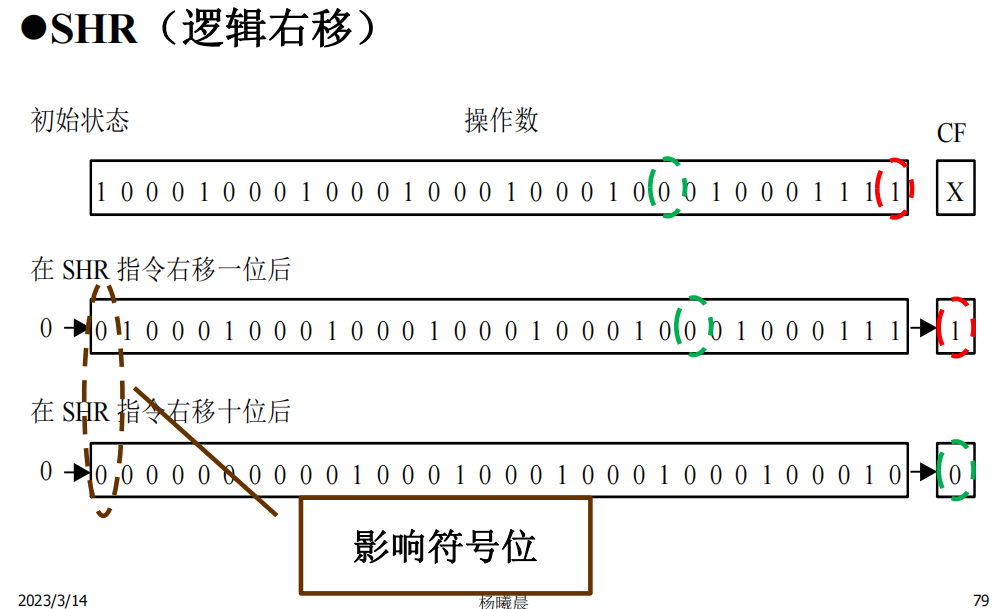 ●SHR（逻辑右移）
初始状态 操作数 CF
1 0 0 0 1 0 0 0 1 0 0 0 1 0 0 0 1 0 0 0 1 0 0 0 1 0 0 0 1 1 1 1 X
在 SHR 指令右移一位后
0 0 1 0 0 0 1 0 0 0 1 0 0 0 1 0 0 0 1 0 0 0 1 0 0 0 1 0 0 0 1 1 1 1
在 SHR 指令右移十位后
0 0 0 0 0 0 0 0 0 0 0 1 0 0 0 1 0 0 0 1 0 0 0 1 0 0 0 1 0 0 0 1 0 0
影响符号位
2023/3/14 杨曦晨 79